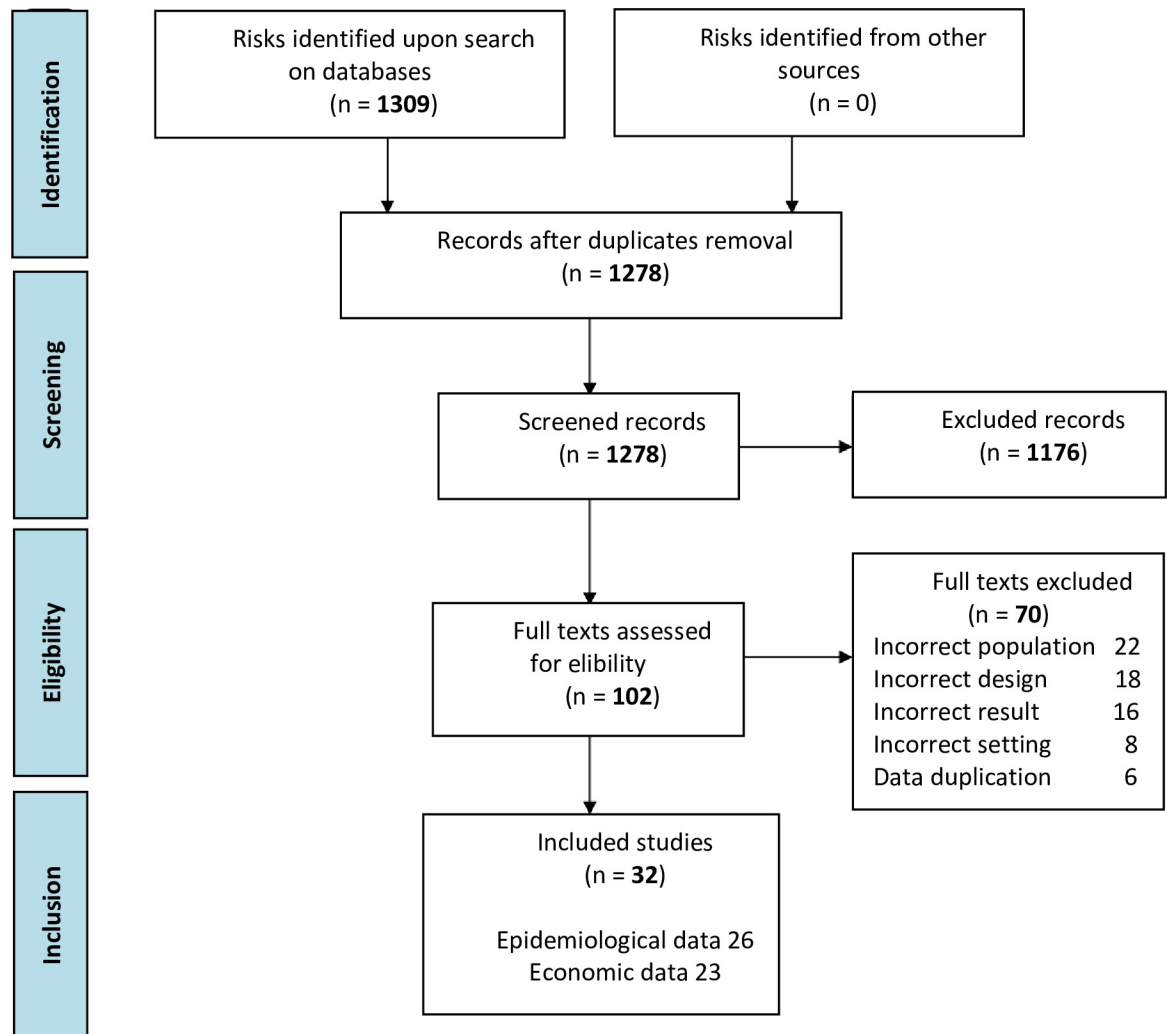 Identification
Risks identified upon search
on databases
(n = 1309)
Risks identified from other
sources
(n = 0)
Records after duplicates removal
(n = 1278)
Screening
Screened records
(n = 1278)
Excluded records
(n = 1176)
Eligibility
Full texts assessed
for elibility
(n = 102)
Full texts excluded
(n = 70)
Incorrect population 22
Incorrect design 18
Incorrect result 16
Incorrect setting 8
Data duplication 6
Inclusion
Included studies
(n = 32)
Epidemiological data 26
Economic data 23